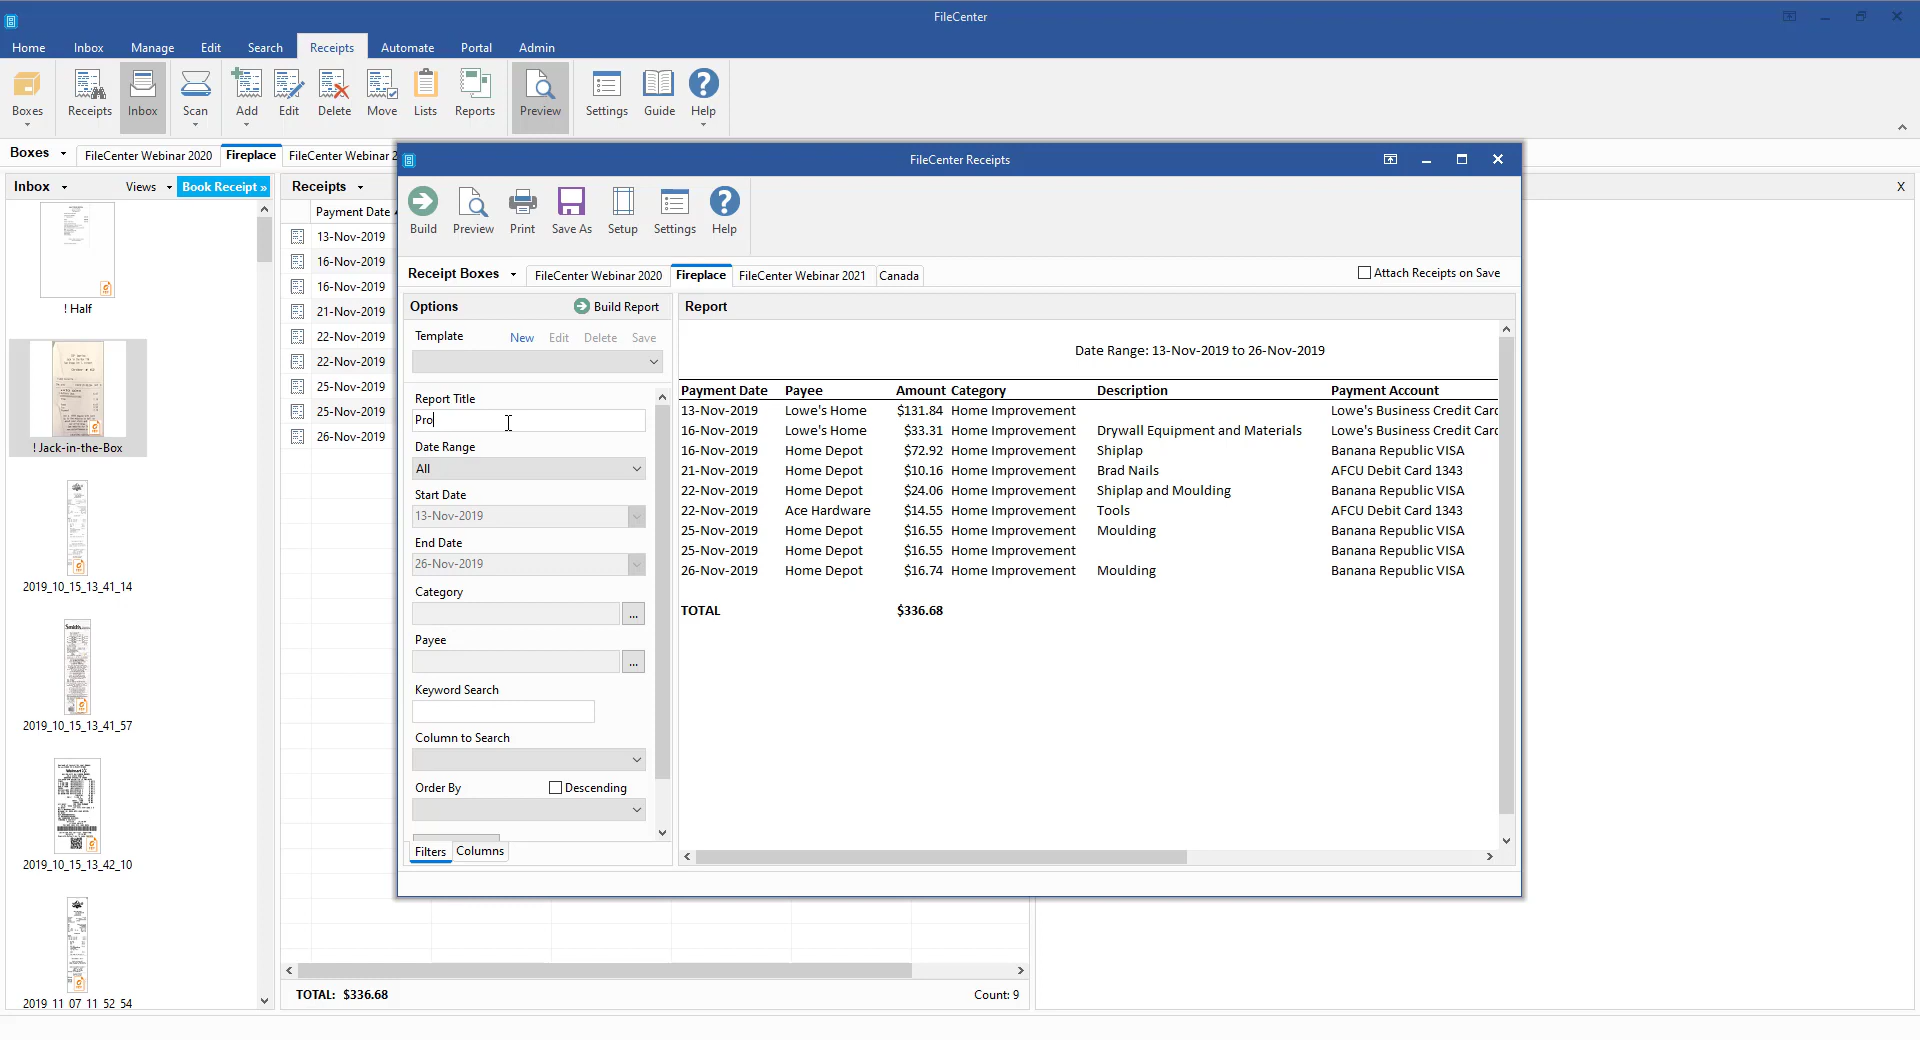 FileCenter
Home Inbox Manage Edit Search Receipts Automate Portal Admin
Boxes Receipts Inbox Scan Add Edit Delete Move Lists Reports Preview Settings Guide Help
Boxes FileCenter Webinar 2020 Fireplace FileCenter Webinar 2
Inbox Views Book Receipt »
! Half
! Jack-in-the-Box
2019_10_15_13_41_14
Smith's
2019_10_15_13_41_57
Walmart
2019_10_15_13_42_10
2019_11_07_11_52_54
Receipts
Payment Date
13-Nov-2019
16-Nov-2019
16-Nov-2019
21-Nov-2019
22-Nov-2019
22-Nov-2019
25-Nov-2019
25-Nov-2019
26-Nov-2019
TOTAL: $336.68 Count: 9
X
FileCenter Receipts
Build Preview Print Save As Setup Settings Help
Receipt Boxes FileCenter Webinar 2020 Fireplace FileCenter Webinar 2021 Canada Attach Receipts on Save
Options Build Report
Template New Edit Delete Save
Report Title
Pro
Date Range
All
Start Date
13-Nov-2019
End Date
26-Nov-2019
Category
...
Payee
...
Keyword Search
Column to Search
Order By Descending
Filters Columns
Report
Date Range: 13-Nov-2019 to 26-Nov-2019
Payment Date Payee Amount Category Description Payment Account
13-Nov-2019 Lowe's Home $131.84 Home Improvement Lowe's Business Credit Card
16-Nov-2019 Lowe's Home $33.31 Home Improvement Drywall Equipment and Materials Lowe's Business Credit Card
16-Nov-2019 Home Depot $72.92 Home Improvement Shiplap Banana Republic VISA
21-Nov-2019 Home Depot $10.16 Home Improvement Brad Nails AFCU Debit Card 1343
22-Nov-2019 Home Depot $24.06 Home Improvement Shiplap and Moulding Banana Republic VISA
22-Nov-2019 Ace Hardware $14.55 Home Improvement Tools AFCU Debit Card 1343
25-Nov-2019 Home Depot $16.55 Home Improvement Moulding Banana Republic VISA
25-Nov-2019 Home Depot $16.55 Home Improvement Banana Republic VISA
26-Nov-2019 Home Depot $16.74 Home Improvement Moulding Banana Republic VISA
TOTAL $336.68